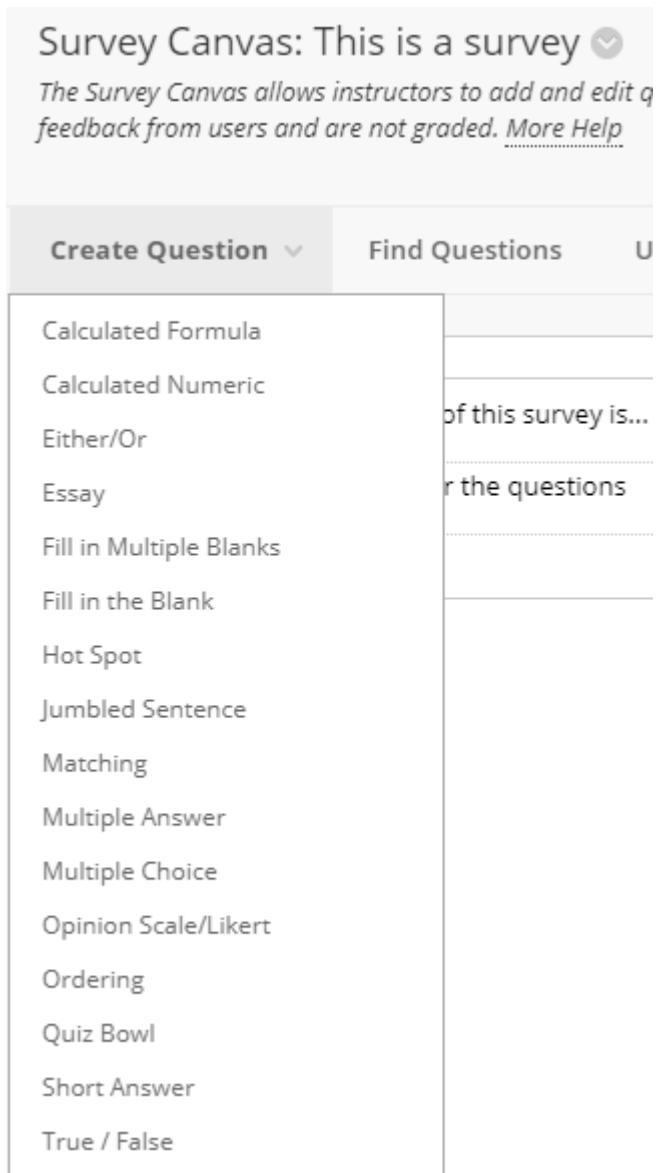 Survey Canvas: This is a survey
The Survey Canvas allows instructors to add and edit q
feedback from users and are not graded. More Help
Create Question Find Questions U
Calculated Formula
Calculated Numeric
of this survey is...
Either/Or
Essay
r the questions
Fill in Multiple Blanks
Fill in the Blank
Hot Spot
Jumbled Sentence
Matching
Multiple Answer
Multiple Choice
Opinion Scale/Likert
Ordering
Quiz Bowl
Short Answer
True / False